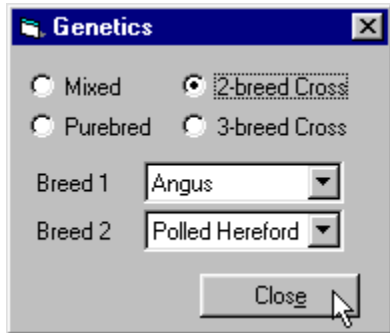 Genetics
Mixed 2-breed Cross
Purebred 3-breed Cross
Breed 1 Angus
Breed 2 Polled Hereford
Close